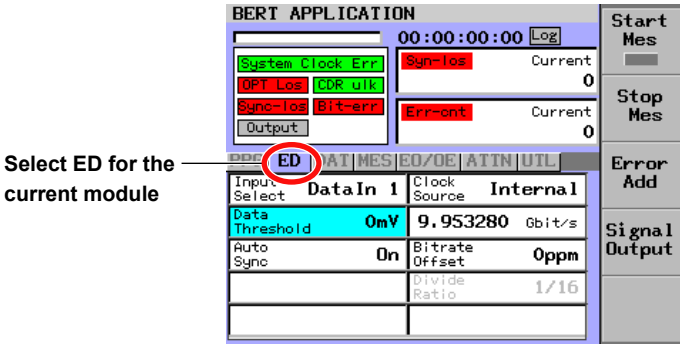 BERT APPLICATION
00:00:00:00 Log
System Clock Err
OPT Los CDR ulk
Sync-los Bit-err
Output
Syn-los Current
0
Err-cnt Current
0
Start
Mes
Stop
Mes
Error
Add
Signal
Output
Select ED for the
current module
PPG ED DAT MES EO/OE ATTN UTL
Input
Select DataIn 1
Clock
Source Internal
Data
Threshold 0mV
9.953280 Gbit/s
Auto
Sync On
Bitrate
Offset 0ppm
Divide
Ratio 1/16